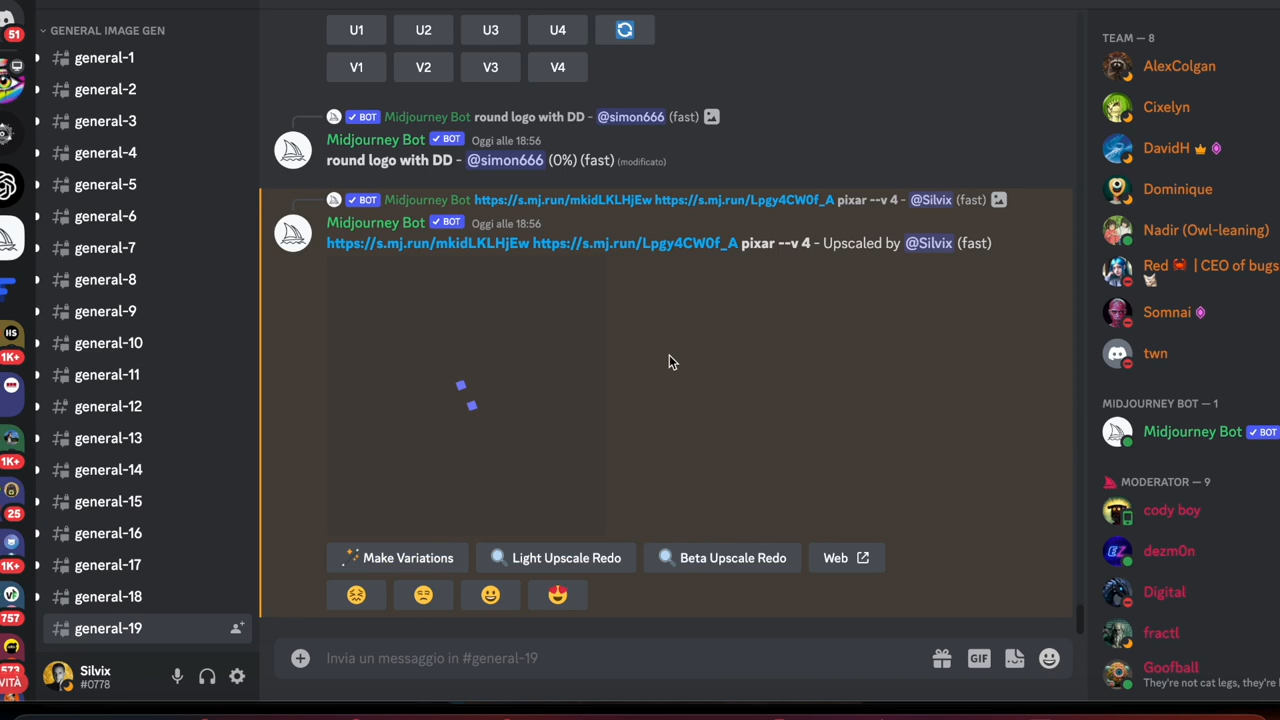 51
1K+
1K+
25
1K+
757
573
VITÀ
GENERAL IMAGE GEN
general-1
general-2
general-3
general-4
general-5
general-6
general-7
general-8
general-9
general-10
general-11
general-12
general-13
general-14
general-15
general-16
general-17
general-18
general-19
Silvix
#0778
U1 U2 U3 U4
V1 V2 V3 V4
BOT Midjourney Bot round logo with DD - @simon666 (fast)
Midjourney Bot BOT Oggi alle 18:56
round logo with DD - @simon666 (0%) (fast) (modificato)
BOT Midjourney Bot https://s.mj.run/mkidLKLHjEw https://s.mj.run/Lpgy4CW0f_A pixar --v 4 - @Silvix (fast)
Midjourney Bot BOT Oggi alle 18:56
https://s.mj.run/mkidLKLHjEw https://s.mj.run/Lpgy4CW0f_A pixar --v 4 - Upscaled by @Silvix (fast)
Make Variations Light Upscale Redo Beta Upscale Redo Web
Invia un messaggio in #general-19
GIF
TEAM — 8
AlexColgan
Cixelyn
DavidH
Dominique
Nadir (Owl-leaning)
Red | CEO of bugs
Somnai
twn
MIDJOURNEY BOT — 1
Midjourney Bot BOT
MODERATOR — 9
cody boy
EZ dezm0n
Digital
fractl
Goofball
They're not cat legs, they're